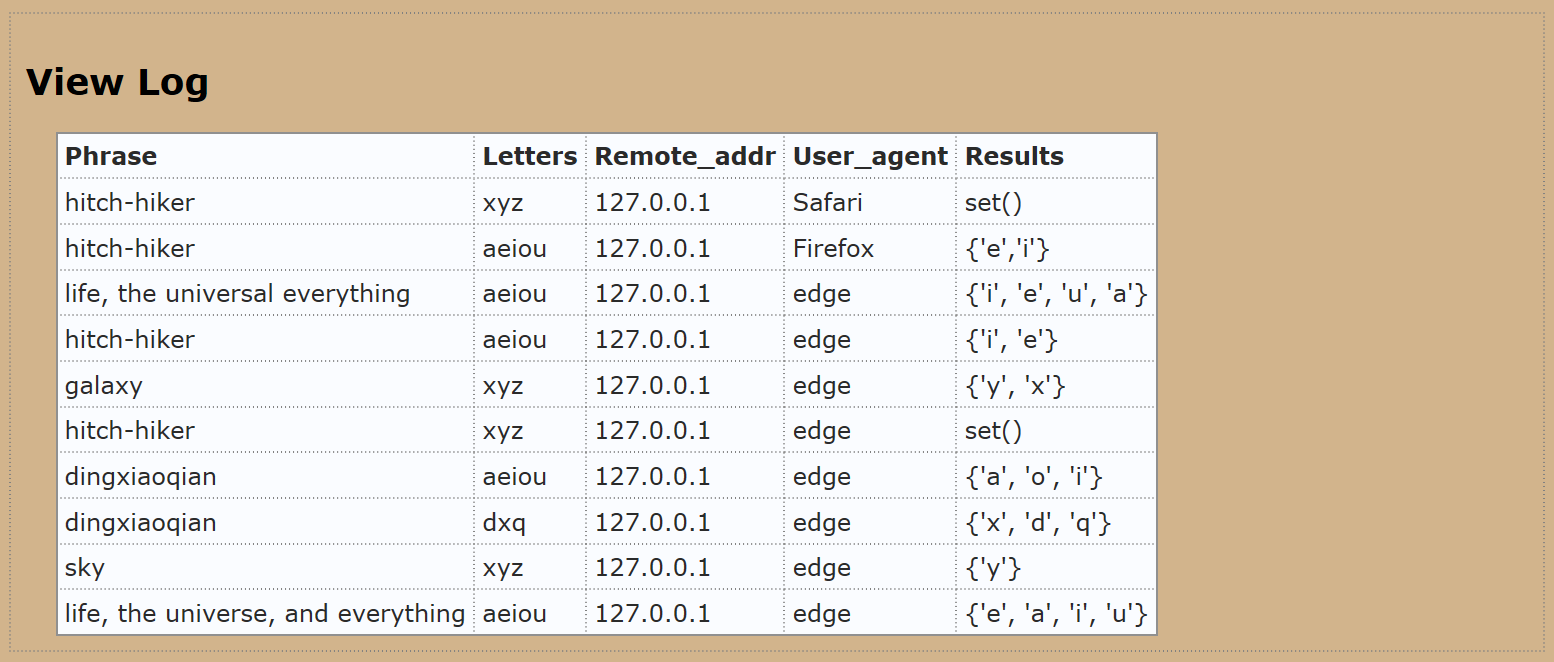 View Log
Phrase Letters Remote_addr User_agent Results
hitch-hiker xyz 127.0.0.1 Safari set()
hitch-hiker aeiou 127.0.0.1 Firefox {'e','i'}
life, the universal everything aeiou 127.0.0.1 edge {'i', 'e', 'u', 'a'}
hitch-hiker aeiou 127.0.0.1 edge {'i', 'e'}
galaxy xyz 127.0.0.1 edge {'y', 'x'}
hitch-hiker xyz 127.0.0.1 edge set()
dingxiaoqian aeiou 127.0.0.1 edge {'a', 'o', 'i'}
dingxiaoqian dxq 127.0.0.1 edge {'x', 'd', 'q'}
sky xyz 127.0.0.1 edge {'y'}
life, the universe, and everything aeiou 127.0.0.1 edge {'e', 'a', 'i', 'u'}